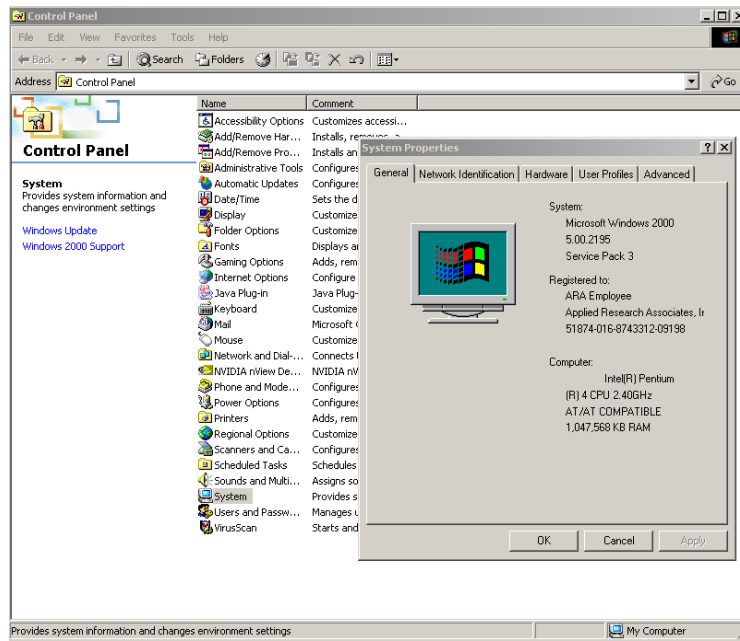 Control Panel
File Edit View Favorites Tools Help
Back Search Folders
Address Control Panel Go
Control Panel
System
Provides system information and
changes environment settings
Windows Update
Windows 2000 Support
Name Comment
Accessibility Options Customizes accessi...
Add/Remove Har... Installs, removes, a
Add/Remove Pro... Installs an
Administrative Tools Configures
Automatic Updates Configures
Date/Time Sets the d
Display Customize
Folder Options Customize
Fonts Displays a
Gaming Options Adds, rem
Internet Options Configure
Java Plug-in Java Plug-
Keyboard Customize
Mail Microsoft
Mouse Customize
Network and Dial-... Connects
NVIDIA nView De... NVIDIA nV
Phone and Mode... Configures
Power Options Configures
Printers Adds, rem
Regional Options Customize
Scanners and Ca... Configures
Scheduled Tasks Schedules
Sounds and Multi... Assigns so
System Provides s
Users and Passw... Manages u
VirusScan Starts and
System Properties
General Network Identification Hardware User Profiles Advanced
System:
Microsoft Windows 2000
5.00.2195
Service Pack 3
Registered to:
ARA Employee
Applied Research Associates, Ir
51874-016-8743312-09198
Computer:
Intel(R) Pentium
(R) 4 CPU 2.40GHz
AT/AT COMPATIBLE
1,047,568 KB RAM
OK Cancel Apply
Provides system information and changes environment settings My Computer